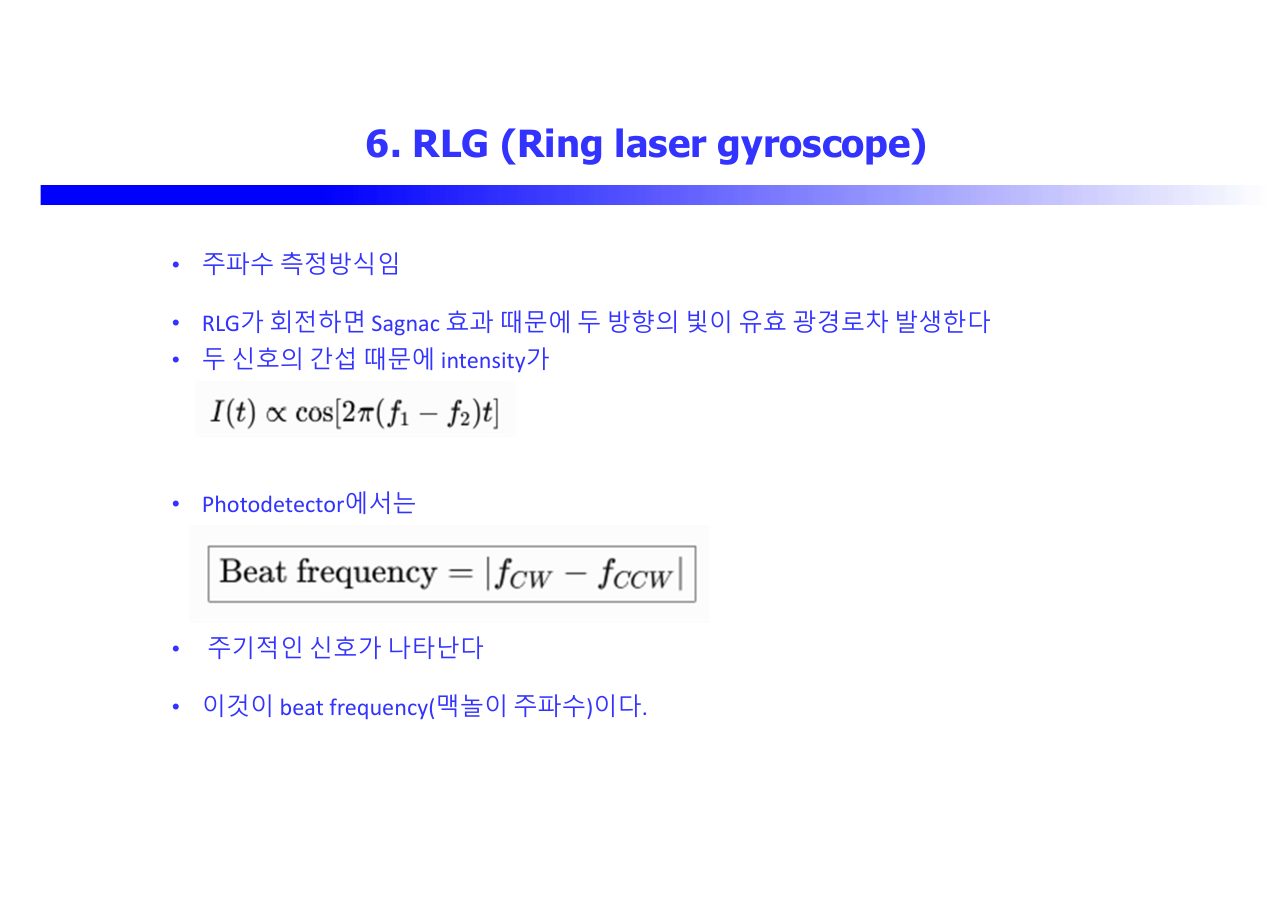 6. RLG (Ring laser gyroscope)
• 주파수 측정방식임
• RLG가 회전하면 Sagnac 효과 때문에 두 방향의 빛이 유효 광경로차 발생한다
• 두 신호의 간섭 때문에 intensity가
I(t) ∝ cos[2π(f₁ − f₂)t]
• Photodetector에서는
Beat frequency = |f_CW − f_CCW|
• 주기적인 신호가 나타난다
• 이것이 beat frequency(맥놀이 주파수)이다.